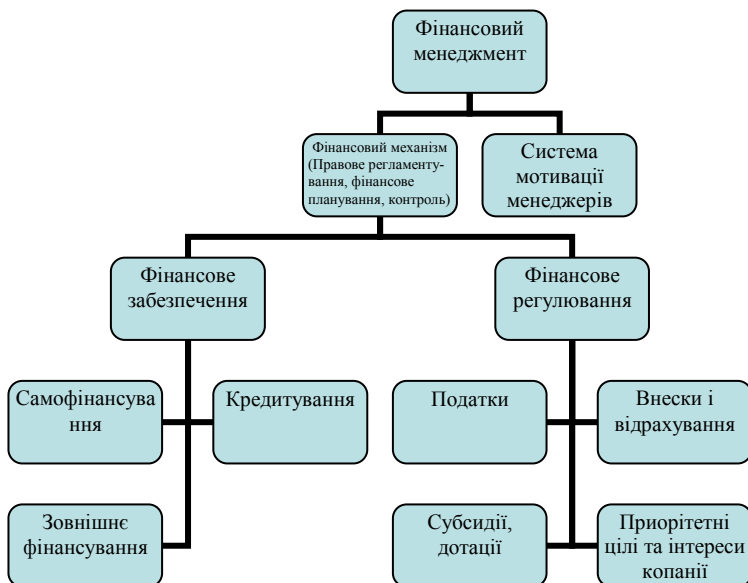 Фінансовий
менеджмент
Фінансовий механізм
(Правове регламенту-
вання, фінансове
планування, контроль)
Система
мотивації
менеджерів
Фінансове
забезпечення
Фінансове
регулювання
Самофінансува
ння
Кредитування
Податки
Внески і
відрахування
Зовнішнє
фінансування
Субсидії,
дотації
Приорітетні
цілі та інтереси
копанії